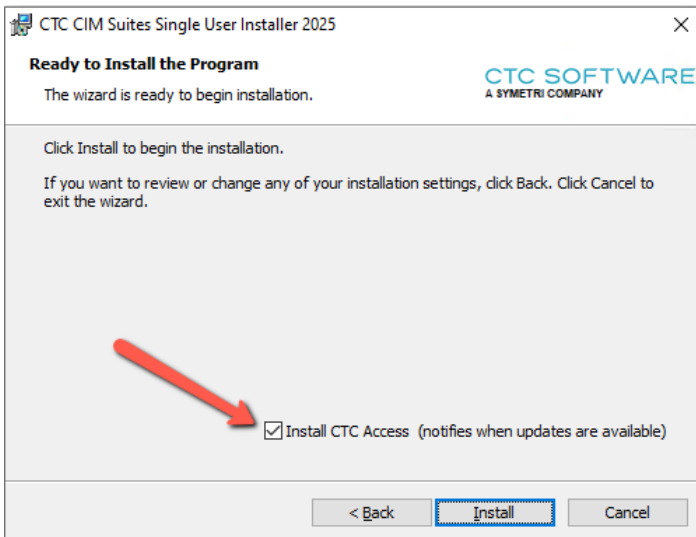 CTC CIM Suites Single User Installer 2025
Ready to Install the Program
The wizard is ready to begin installation.
CTC SOFTWARE
A SYMETRI COMPANY
Click Install to begin the installation.
If you want to review or change any of your installation settings, click Back. Click Cancel to
exit the wizard.
Install CTC Access (notifies when updates are available)
< Back
Install
Cancel